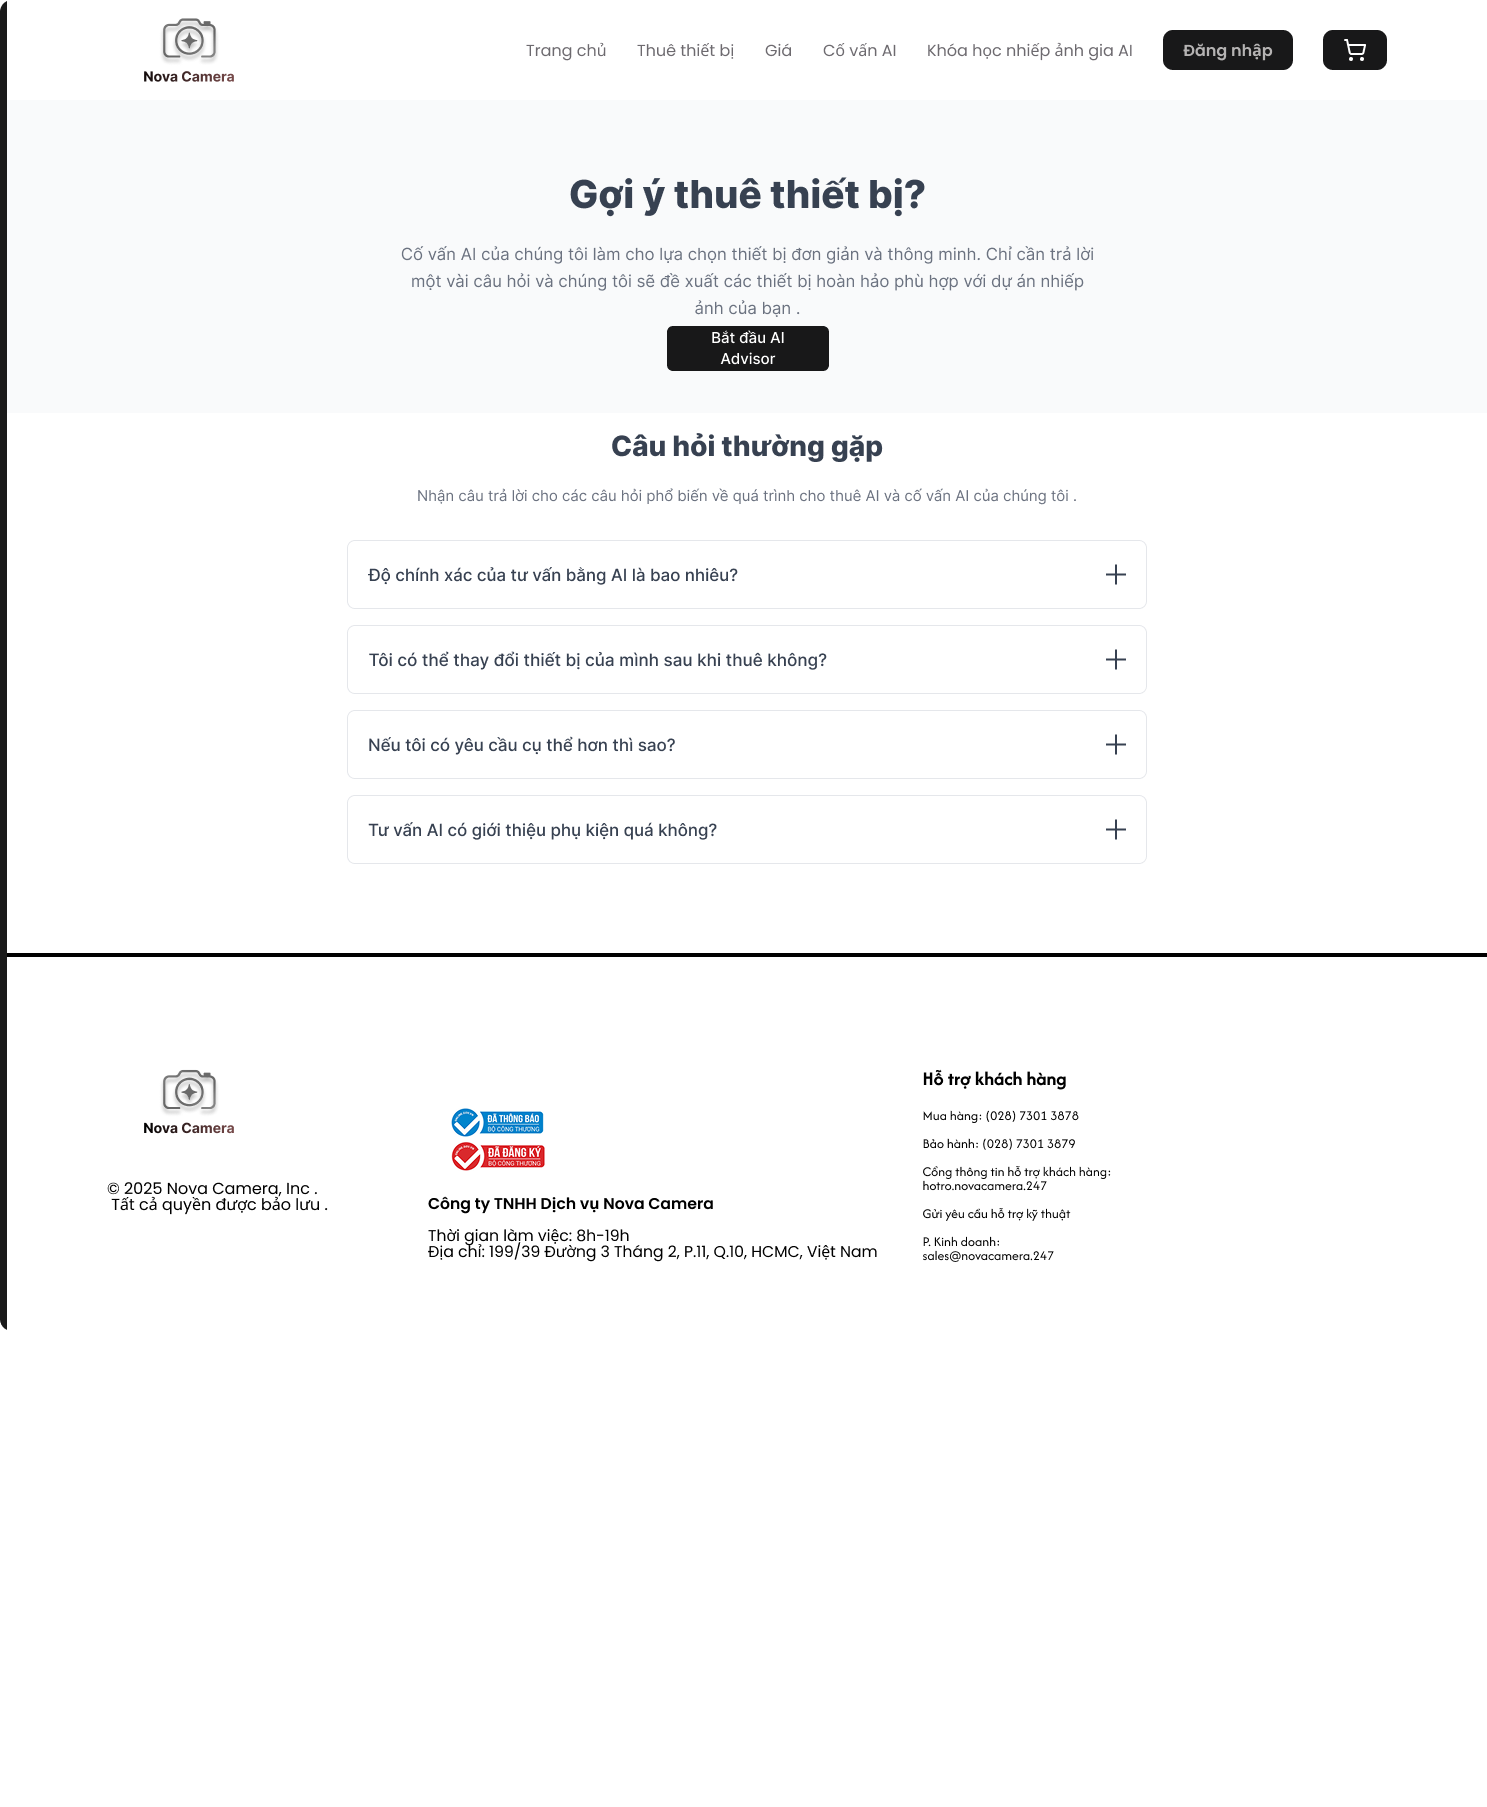 Nova Camera
Trang chủ
Thuê thiết bị
Giá
Cố vấn AI
Khóa học nhiếp ảnh gia AI
Đăng nhập
Gợi ý thuê thiết bị?
Cố vấn AI của chúng tôi làm cho lựa chọn thiết bị đơn giản và thông minh. Chỉ cần trả lời
một vài câu hỏi và chúng tôi sẽ đề xuất các thiết bị hoàn hảo phù hợp với dự án nhiếp
ảnh của bạn .
Bắt đầu AI
Advisor
Câu hỏi thường gặp
Nhận câu trả lời cho các câu hỏi phổ biến về quá trình cho thuê AI và cố vấn AI của chúng tôi .
Độ chính xác của tư vấn bằng AI là bao nhiêu?
Tôi có thể thay đổi thiết bị của mình sau khi thuê không?
Nếu tôi có yêu cầu cụ thể hơn thì sao?
Tư vấn AI có giới thiệu phụ kiện quá không?
Nova Camera
© 2025 Nova Camera, Inc .
Tất cả quyền được bảo lưu .
ĐÃ THÔNG BÁO
BỘ CÔNG THƯƠNG
ĐÃ ĐĂNG KÝ
BỘ CÔNG THƯƠNG
Công ty TNHH Dịch vụ Nova Camera
Thời gian làm việc: 8h-19h
Địa chỉ: 199/39 Đường 3 Tháng 2, P.11, Q.10, HCMC, Việt Nam
Hỗ trợ khách hàng
Mua hàng: (028) 7301 3878
Bảo hành: (028) 7301 3879
Cổng thông tin hỗ trợ khách hàng:
hotro.novacamera.247
Gửi yêu cầu hỗ trợ kỹ thuật
P. Kinh doanh:
sales@novacamera.247